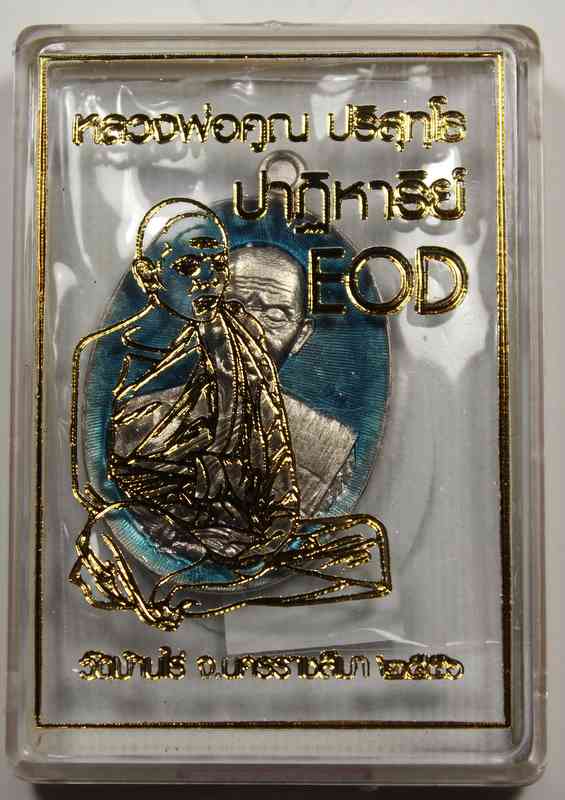 หลวงพ่อคูณ ปริสุทฺโธ
ปาฏิหาริย์
EOD
วัดบ้านไร่ จ.นครราชสีมา ๒๕๕๖